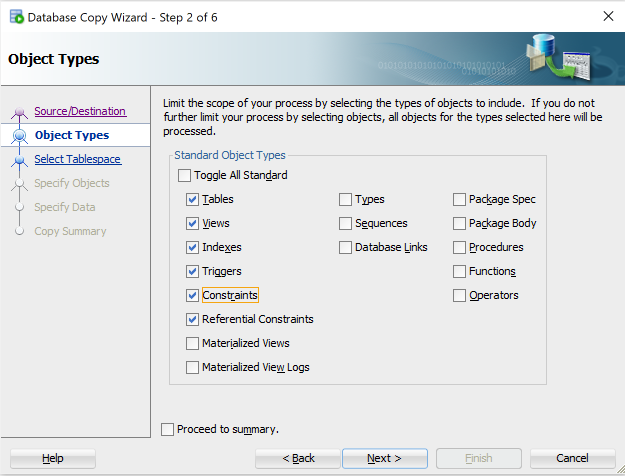 Database Copy Wizard - Step 2 of 6
Object Types
01010101010101010101010101
0101010101010
Source/Destination
Object Types
Select Tablespace
Specify Objects
Specify Data
Copy Summary
Limit the scope of your process by selecting the types of objects to include. If you do not
further limit your process by selecting objects, all objects for the types selected here will be
processed.
Standard Object Types
Toggle All Standard
Tables Types Package Spec
Views Sequences Package Body
Indexes Database Links Procedures
Triggers Functions
Constraints Operators
Referential Constraints
Materialized Views
Materialized View Logs
Proceed to summary.
Help < Back Next > Finish Cancel